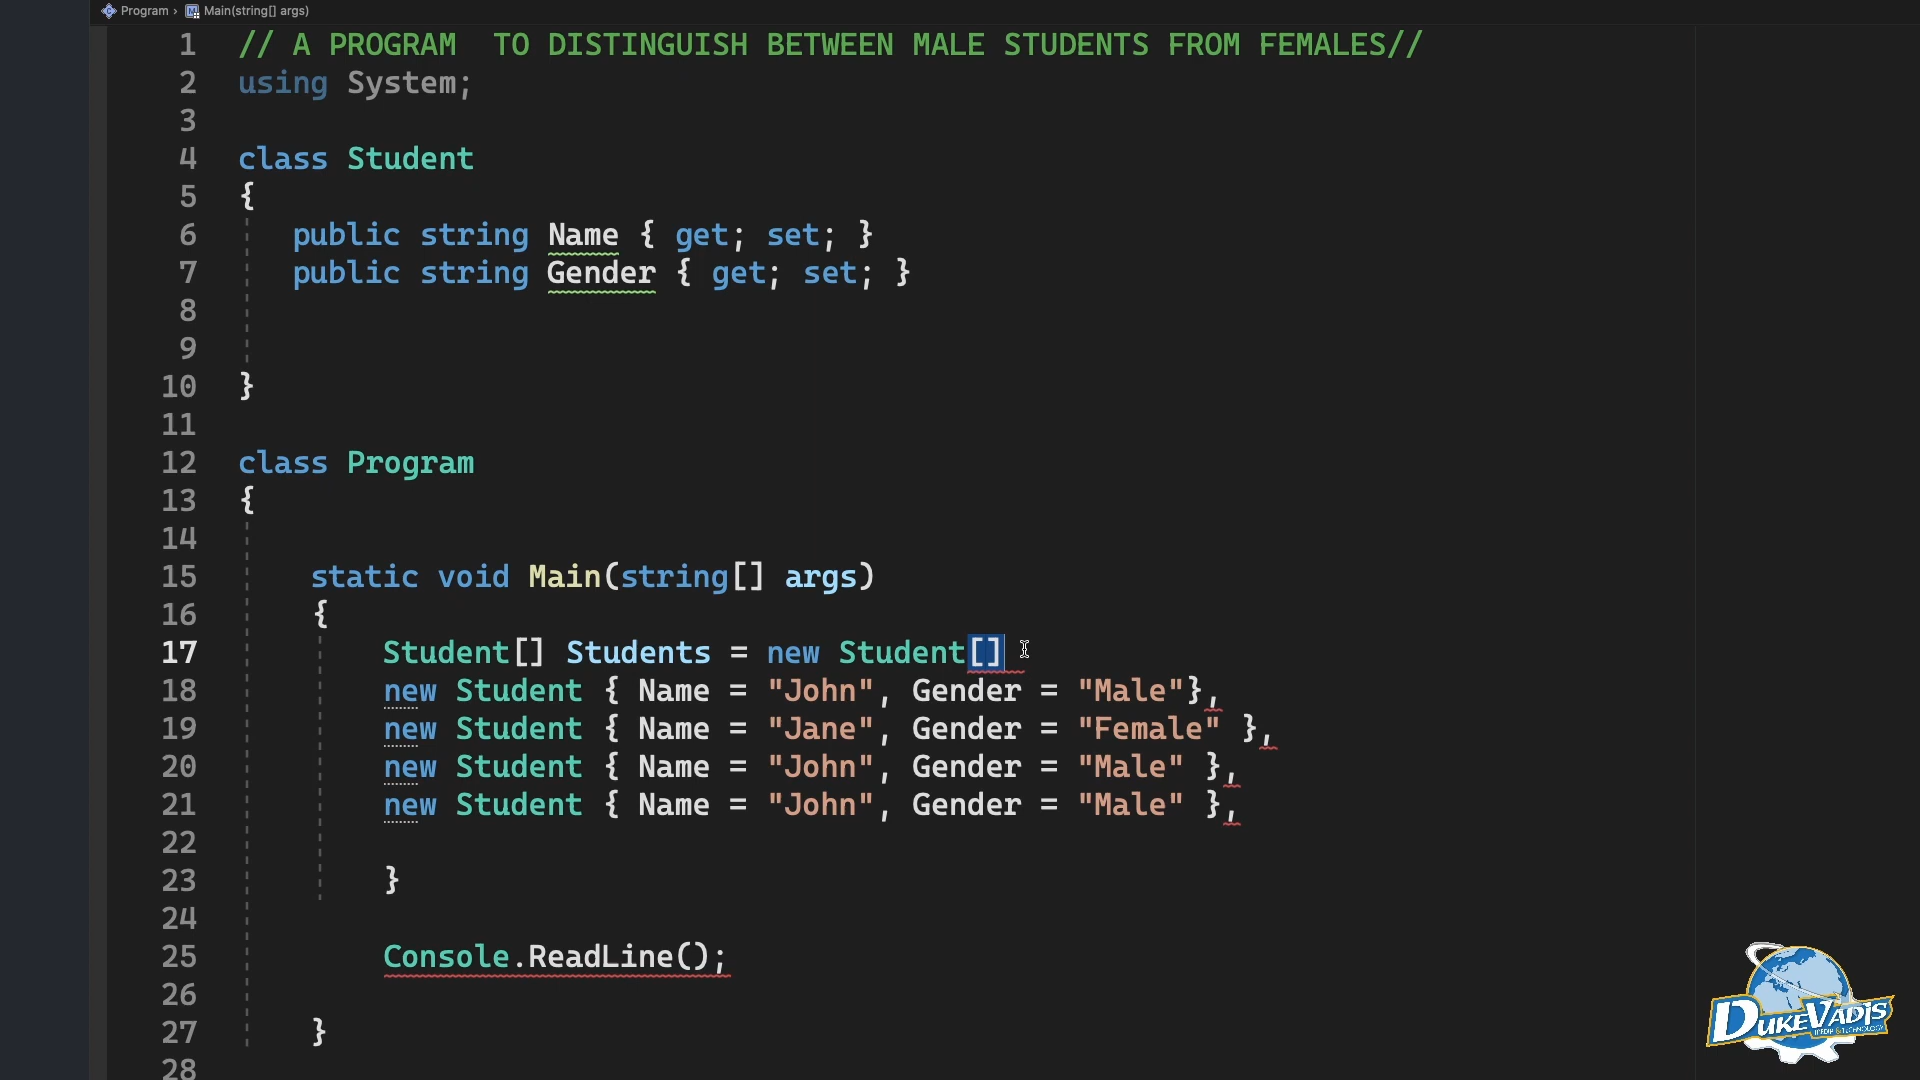 Program › Main(string[] args)
1 // A PROGRAM  TO DISTINGUISH BETWEEN MALE STUDENTS FROM FEMALES//
2 using System;
3
4 class Student
5 {
6 public string Name { get; set; }
7 public string Gender { get; set; }
8
9
10 }
11
12 class Program
13 {
14
15 static void Main(string[] args)
16 {
17 Student[] Students = new Student[]
18 new Student { Name = "John", Gender = "Male"},
19 new Student { Name = "Jane", Gender = "Female" },
20 new Student { Name = "John", Gender = "Male" },
21 new Student { Name = "John", Gender = "Male" },
22
23 }
24
25 Console.ReadLine();
26
27 }
28
DUKEVADIS
MEDIA & TECHNOLOGY